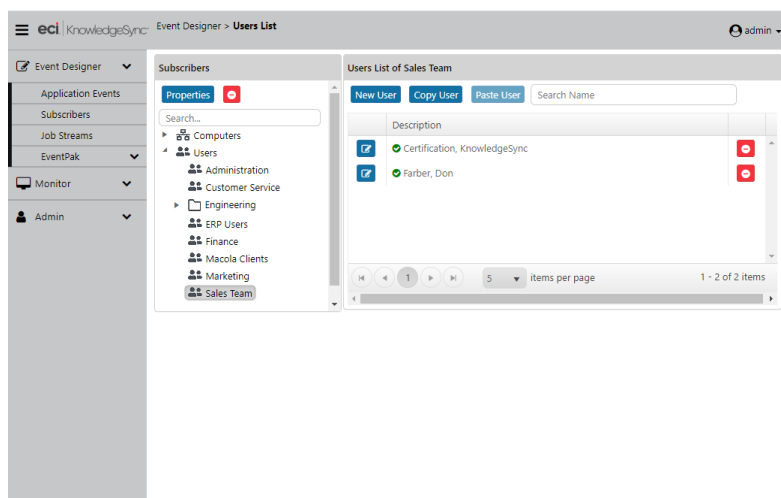 eci KnowledgeSync
Event Designer > Users List
admin
Event Designer
Application Events
Subscribers
Job Streams
EventPak
Monitor
Admin
Subscribers
Properties
Search...
Computers
Users
Administration
Customer Service
Engineering
ERP Users
Finance
Macola Clients
Marketing
Sales Team
Users List of Sales Team
New User Copy User Paste User Search Name
Description
Certification, KnowledgeSync
Farber, Don
1 5 items per page 1 - 2 of 2 items